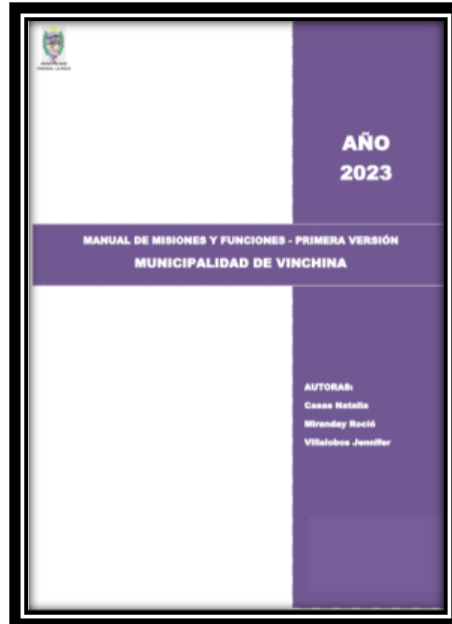 AÑO
2023
MANUAL DE MISIONES Y FUNCIONES - PRIMERA VERSIÓN
MUNICIPALIDAD DE VINCHINA
AUTORAS:
Casas Natalia
Miranday Roció
Villalobos Jennifer